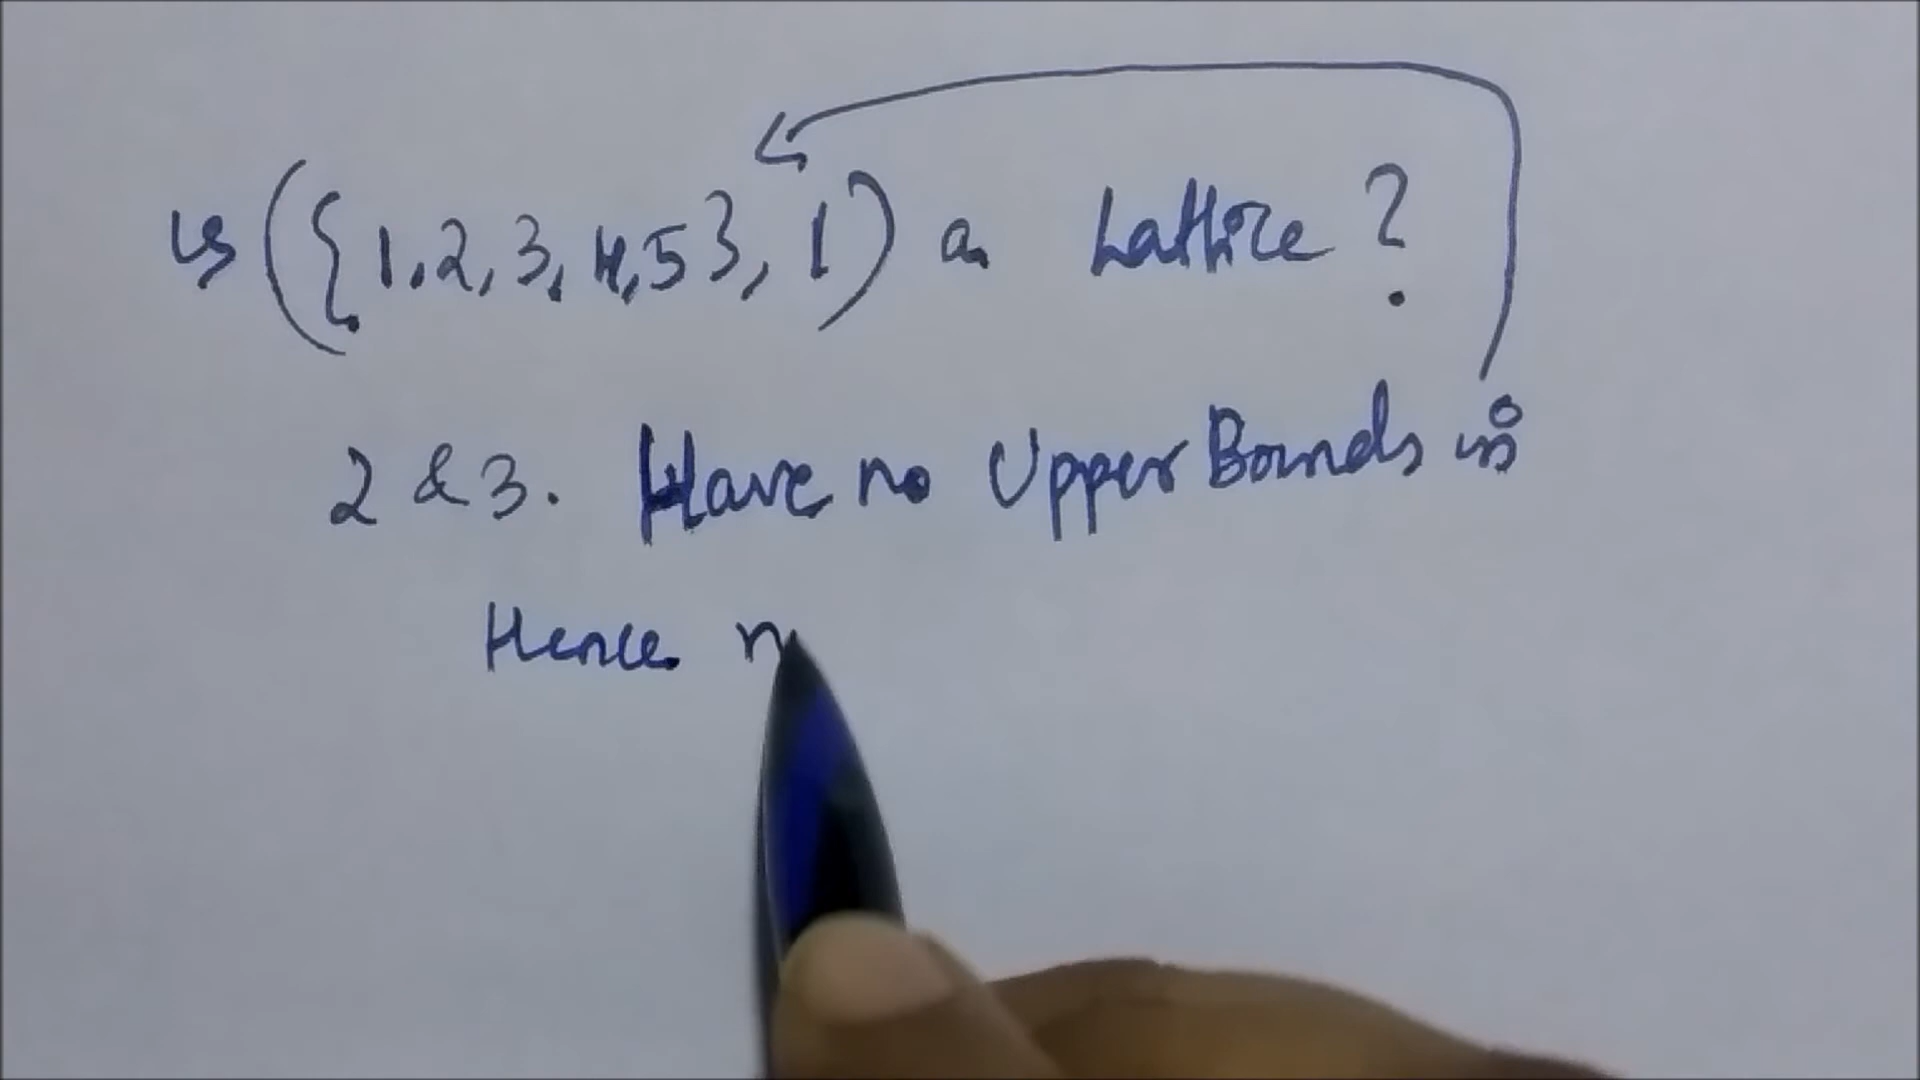 is ({1,2,3,4,5}, |) a Lattice ?
2 & 3. Have no Upper Bounds in
Hence n